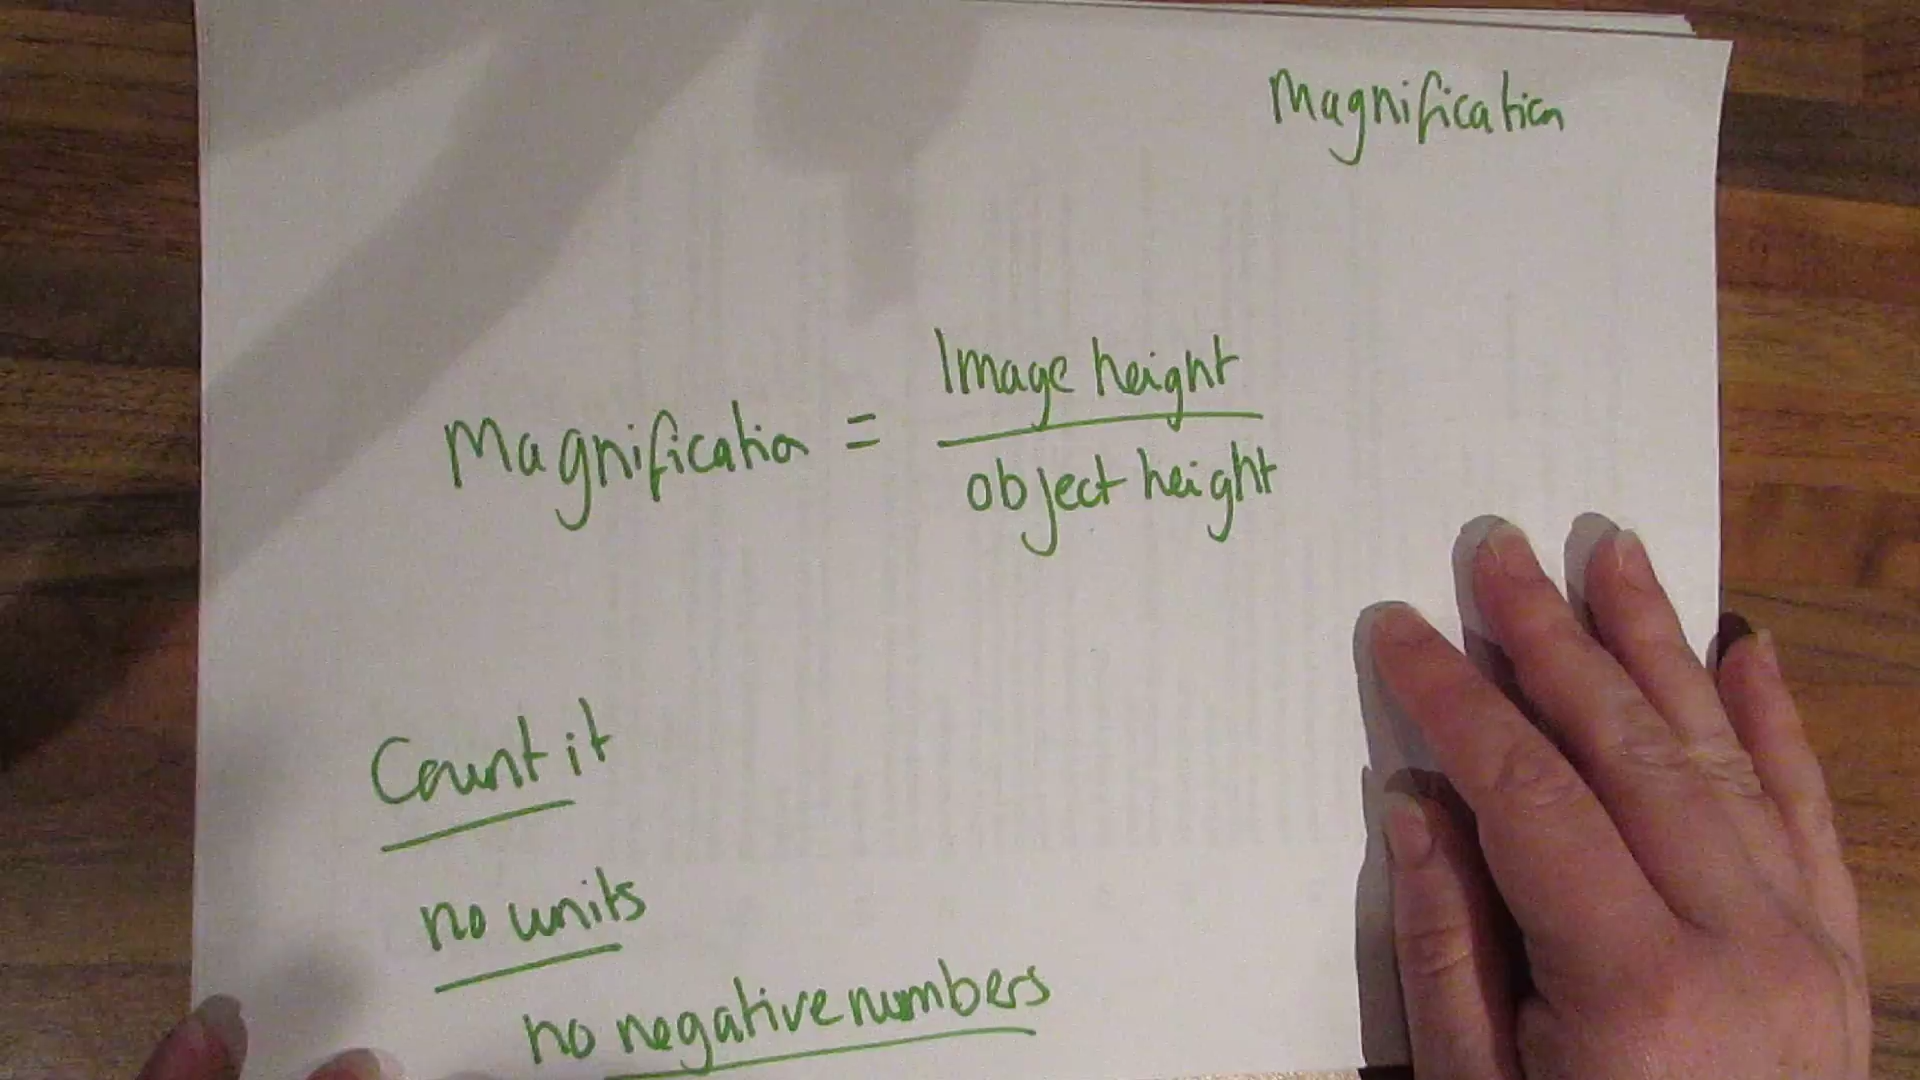 Magnification
Magnification = Image height
object height
Count it
no units
no negative numbers